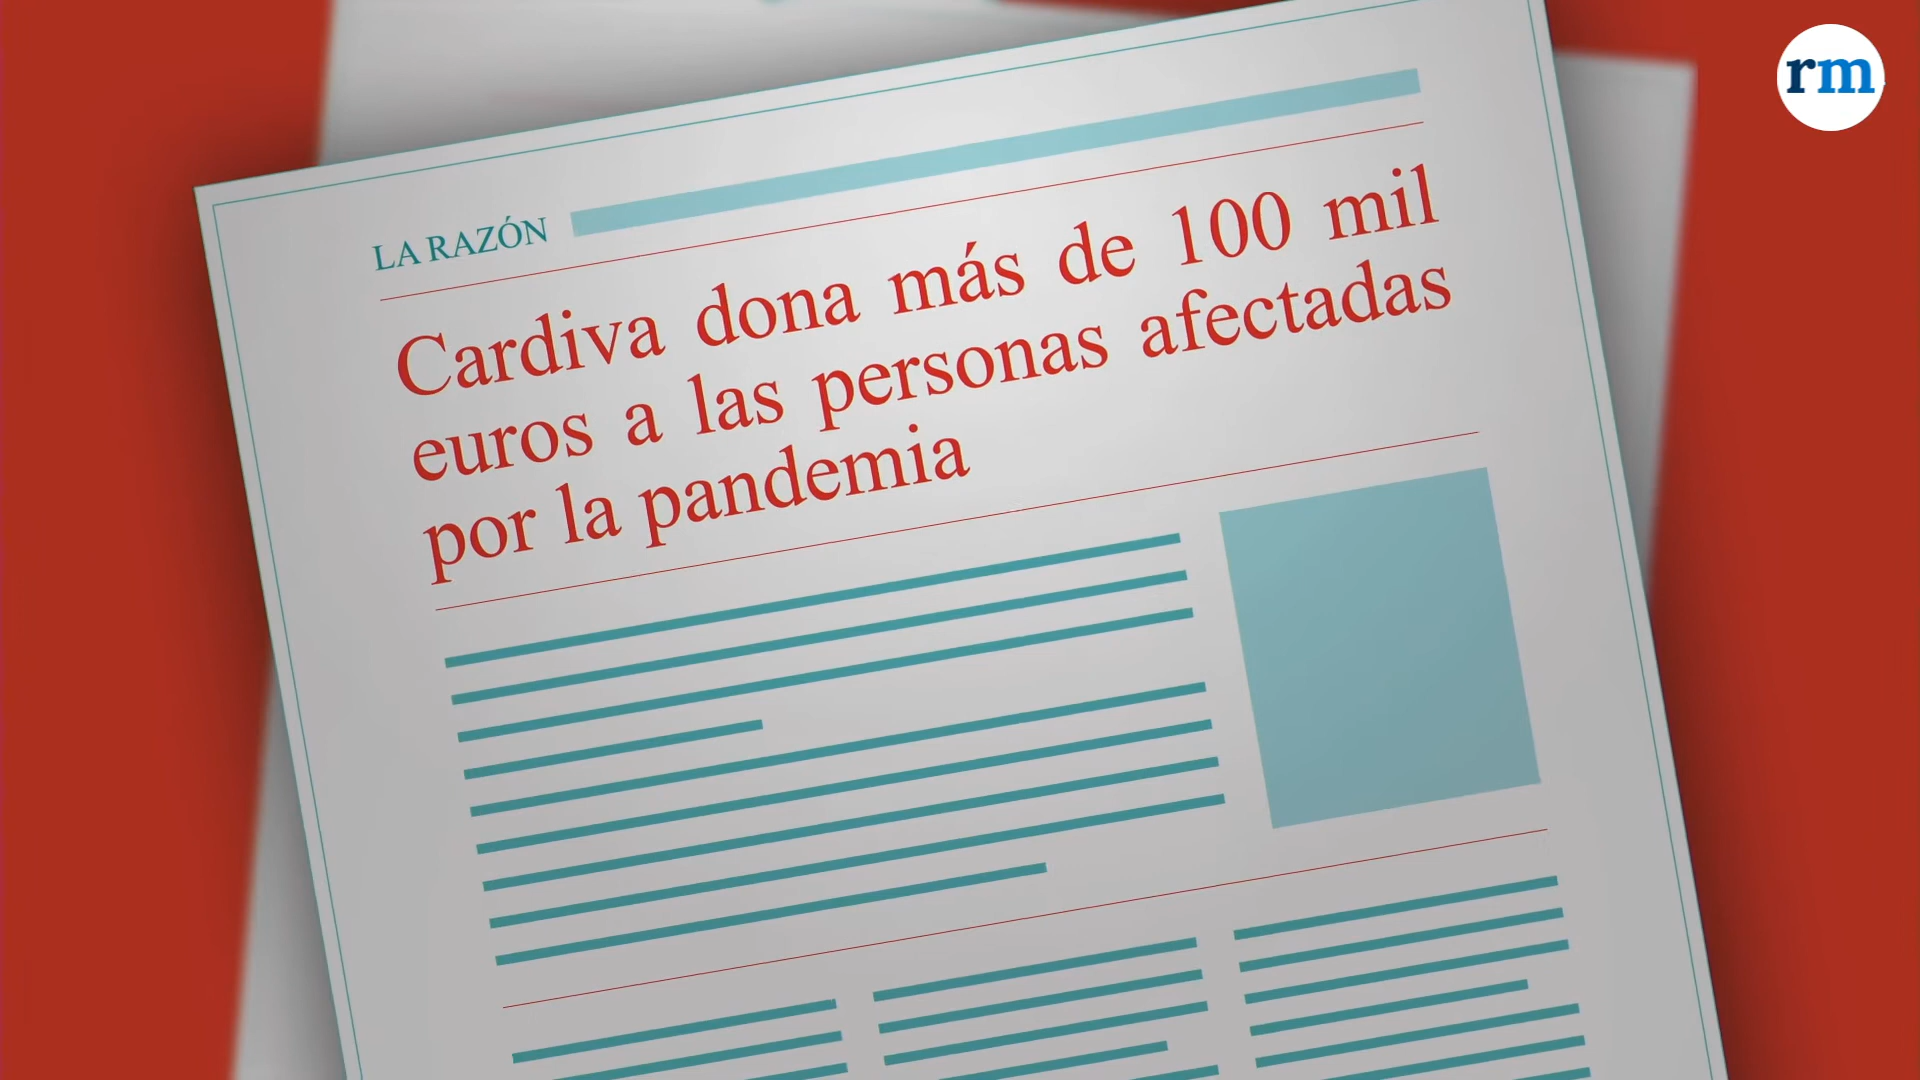 rm
LA RAZÓN
Cardiva dona más de 100 mil
euros a las personas afectadas
por la pandemia